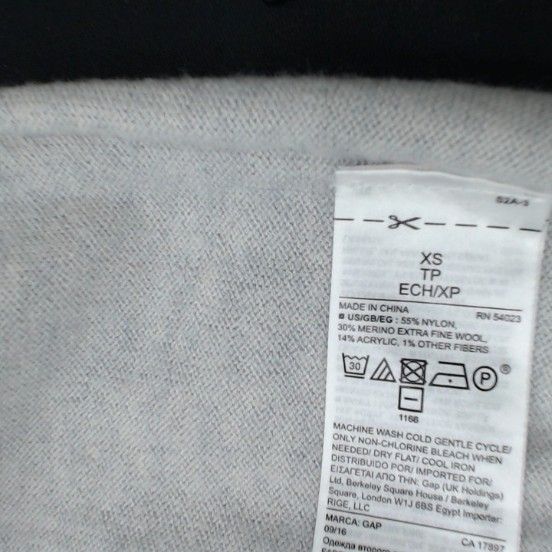 S2A-3
XS
TP
ECH/XP
MADE IN CHINA RN 54023
US/GB/EG : 55% NYLON,
30% MERINO EXTRA FINE WOOL,
14% ACRYLIC, 1% OTHER FIBERS
30 P ®
1166
MACHINE WASH COLD GENTLE CYCLE/
ONLY NON-CHLORINE BLEACH WHEN
NEEDED/ DRY FLAT/ COOL IRON
DISTRIBUIDO POR/ IMPORTED FOR/
ΕΙΣΑΓΕΤΑΙ ΑΠΟ ΤΗΝ: Gap (UK Holdings)
Ltd, Berkeley Square House / Berkeley
Square, London W1J 6BS Egypt Importer:
RIGE, LLC
MARCA: GAP
09/16 CA 17897
Одежда